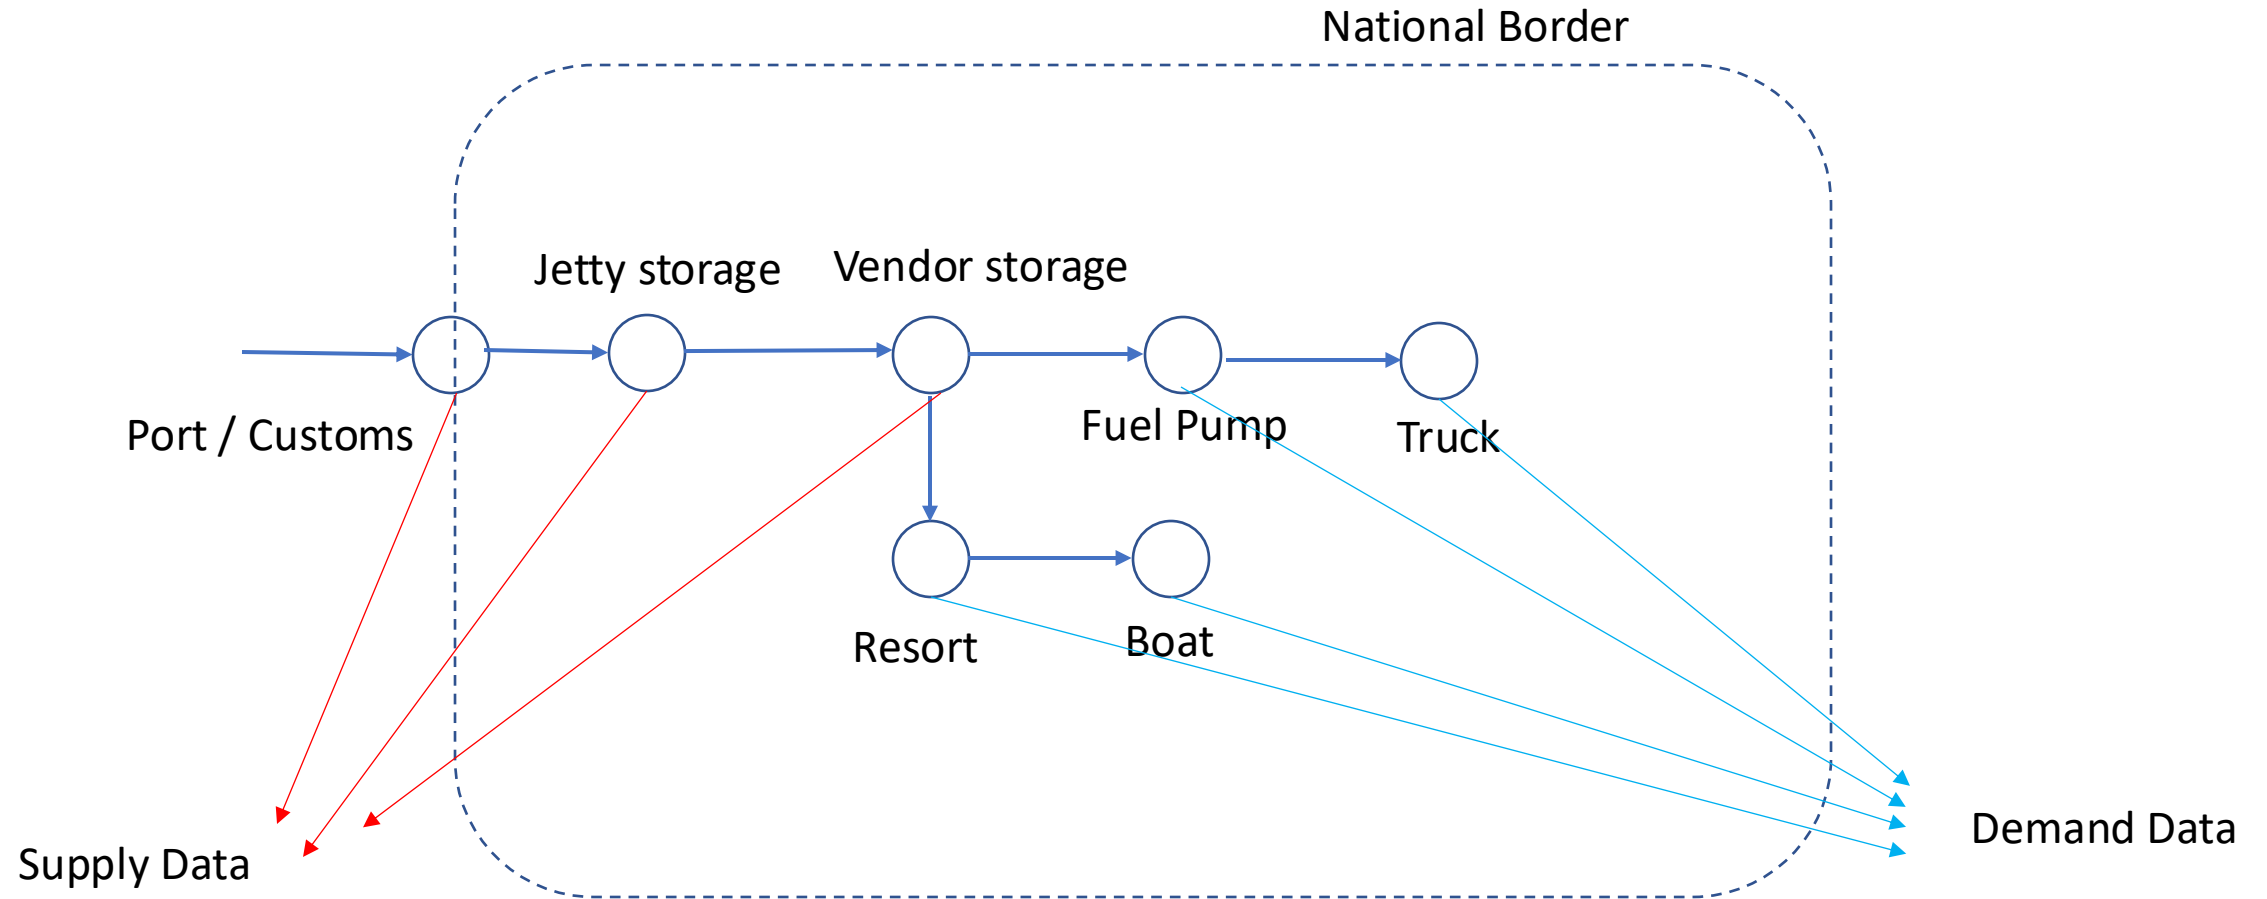 National Border
Jetty storage
Vendor storage
Port / Customs
Fuel Pump
Truck
Resort
Boat
Supply Data
Demand Data